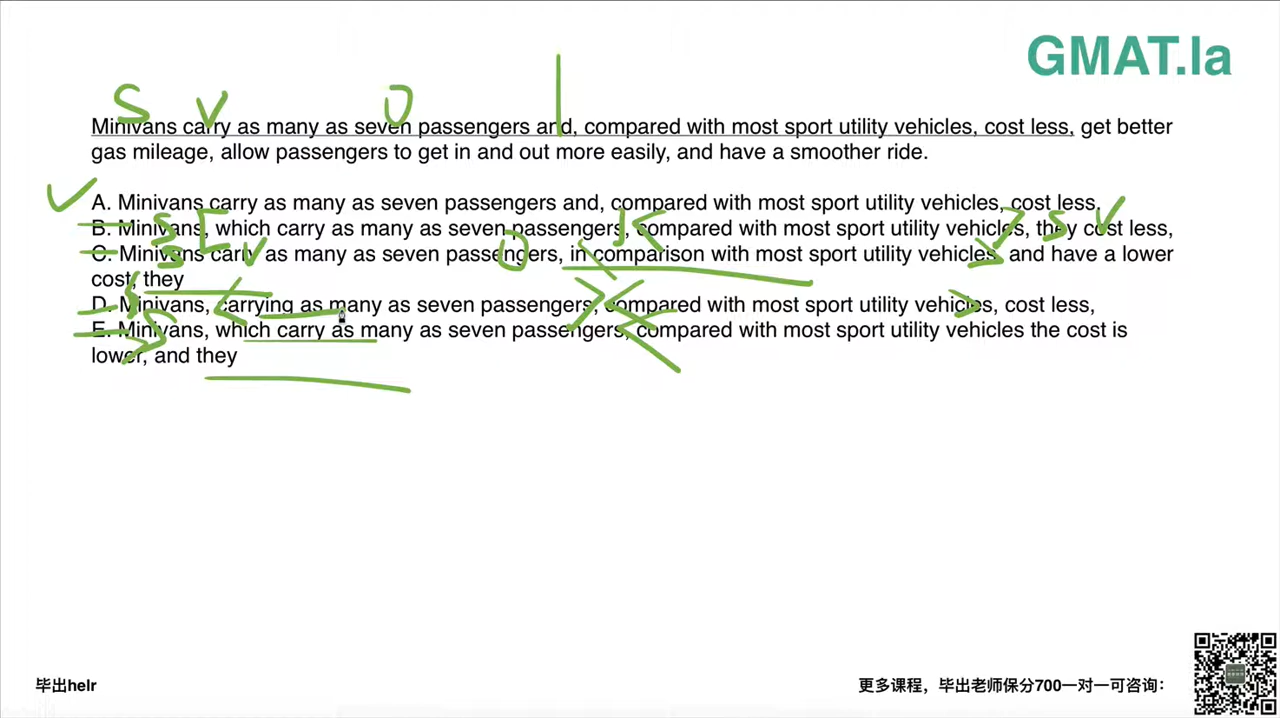 GMAT.la
S V O
Minivans carry as many as seven passengers and, compared with most sport utility vehicles, cost less, get better
gas mileage, allow passengers to get in and out more easily, and have a smoother ride.
A. Minivans carry as many as seven passengers and, compared with most sport utility vehicles, cost less,
B. Minivans, which carry as many as seven passengers, compared with most sport utility vehicles, they cost less,
C. Minivans carry as many as seven passengers, in comparison with most sport utility vehicles, and have a lower
cost, they
D. Minivans, carrying as many as seven passengers, compared with most sport utility vehicles, cost less,
E. Minivans, which carry as many as seven passengers, compared with most sport utility vehicles the cost is
lower, and they
毕出helr
更多课程，毕出老师保分700一对一可咨询：